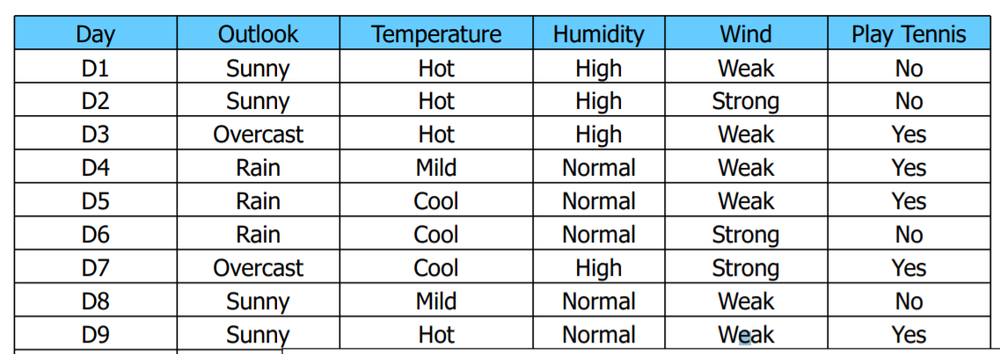 Day Outlook Temperature Humidity Wind Play Tennis
D1 Sunny Hot High Weak No
D2 Sunny Hot High Strong No
D3 Overcast Hot High Weak Yes
D4 Rain Mild Normal Weak Yes
D5 Rain Cool Normal Weak Yes
D6 Rain Cool Normal Strong No
D7 Overcast Cool High Strong Yes
D8 Sunny Mild Normal Weak No
D9 Sunny Hot Normal Weak Yes